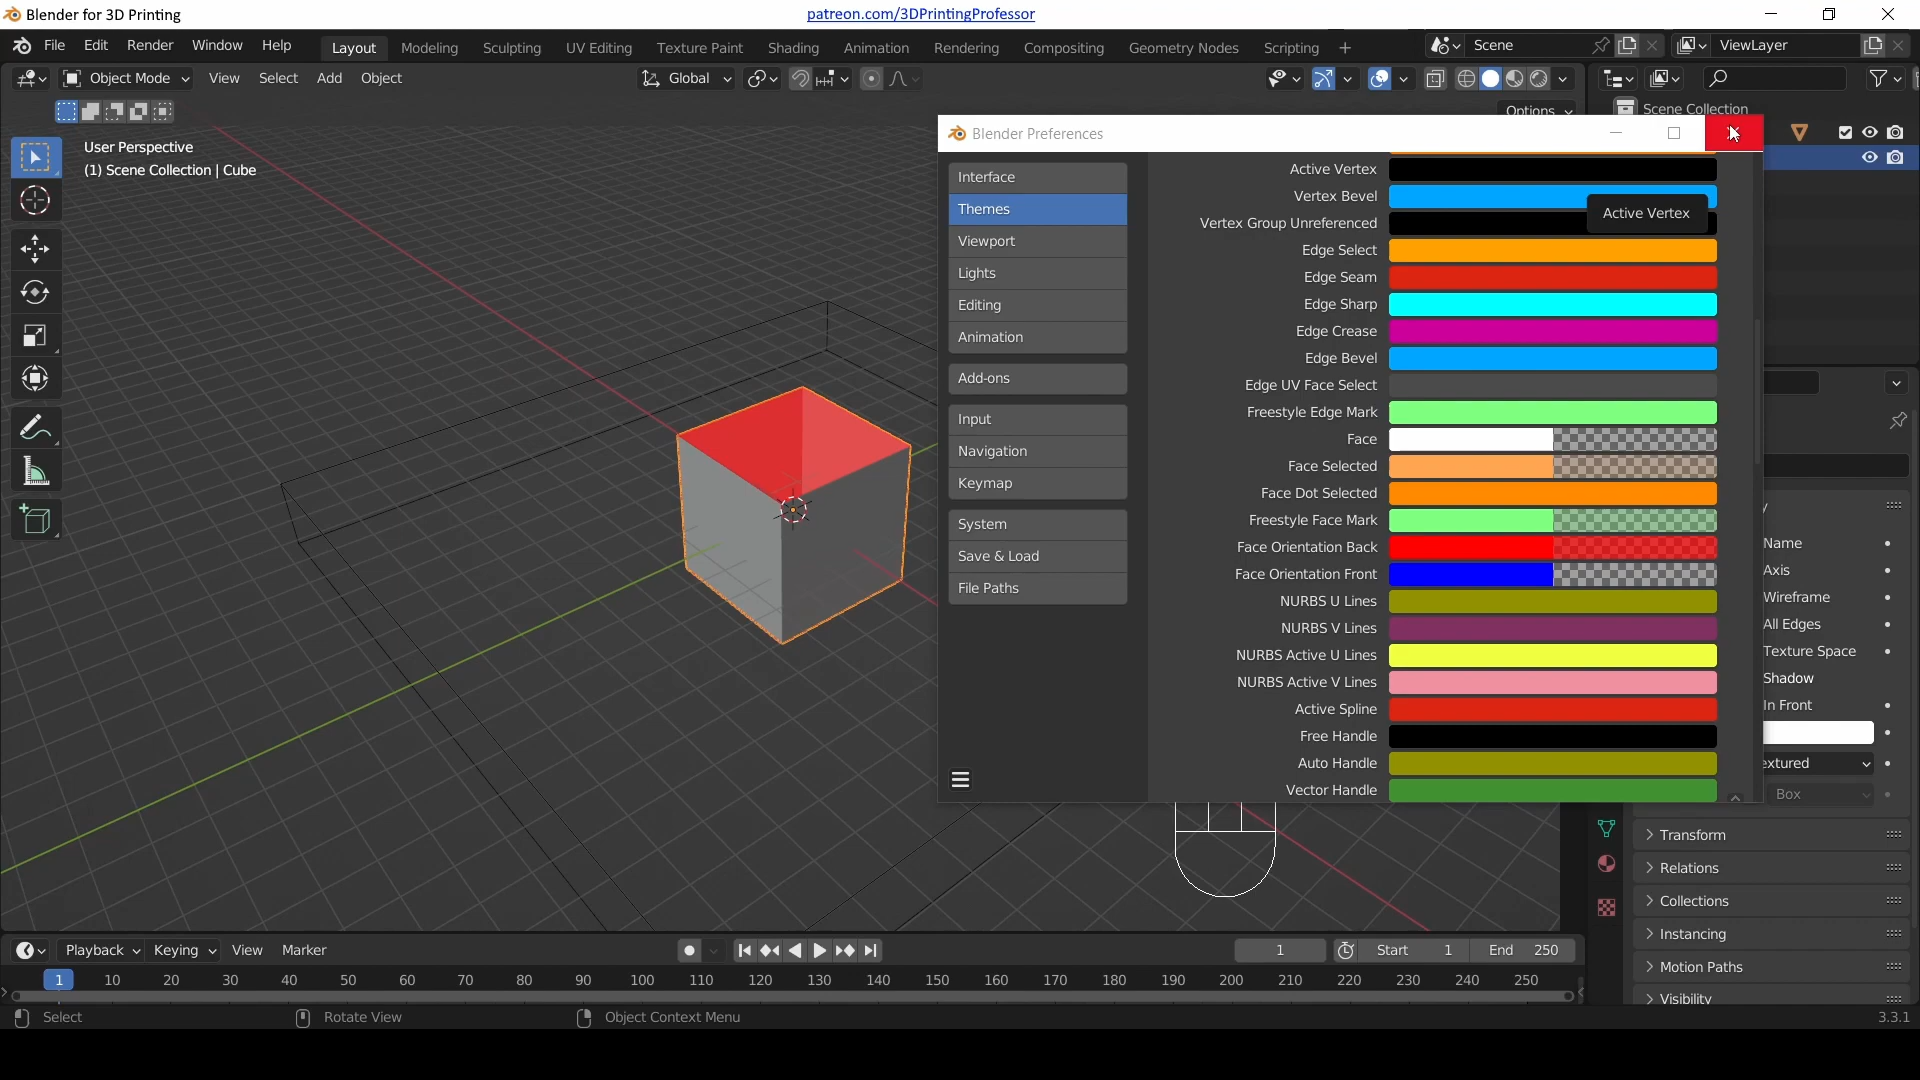 Blender for 3D Printing
patreon.com/3DPrintingProfessor
File Edit Render Window Help
Layout Modeling Sculpting UV Editing Texture Paint Shading Animation Rendering Compositing Geometry Nodes Scripting +
Scene
ViewLayer
Object Mode View Select Add Object
Global
Options
Scene Collection
User Perspective
(1) Scene Collection | Cube
Blender Preferences
Interface
Themes
Viewport
Lights
Editing
Animation
Add-ons
Input
Navigation
Keymap
System
Save & Load
File Paths
Active Vertex
Vertex Bevel
Active Vertex
Vertex Group Unreferenced
Edge Select
Edge Seam
Edge Sharp
Edge Crease
Edge Bevel
Edge UV Face Select
Freestyle Edge Mark
Face
Face Selected
Face Dot Selected
Freestyle Face Mark
Face Orientation Back
Face Orientation Front
NURBS U Lines
NURBS V Lines
NURBS Active U Lines
NURBS Active V Lines
Active Spline
Free Handle
Auto Handle
Vector Handle
Name
Axis
Wireframe
All Edges
Texture Space
Shadow
In Front
extured
Box
Transform
Relations
Collections
Instancing
Motion Paths
Visibility
Playback Keying View Marker
1
Start 1
End 250
1 10 20 30 40 50 60 70 80 90 100 110 120 130 140 150 160 170 180 190 200 210 220 230 240 250
Select
Rotate View
Object Context Menu
3.3.1